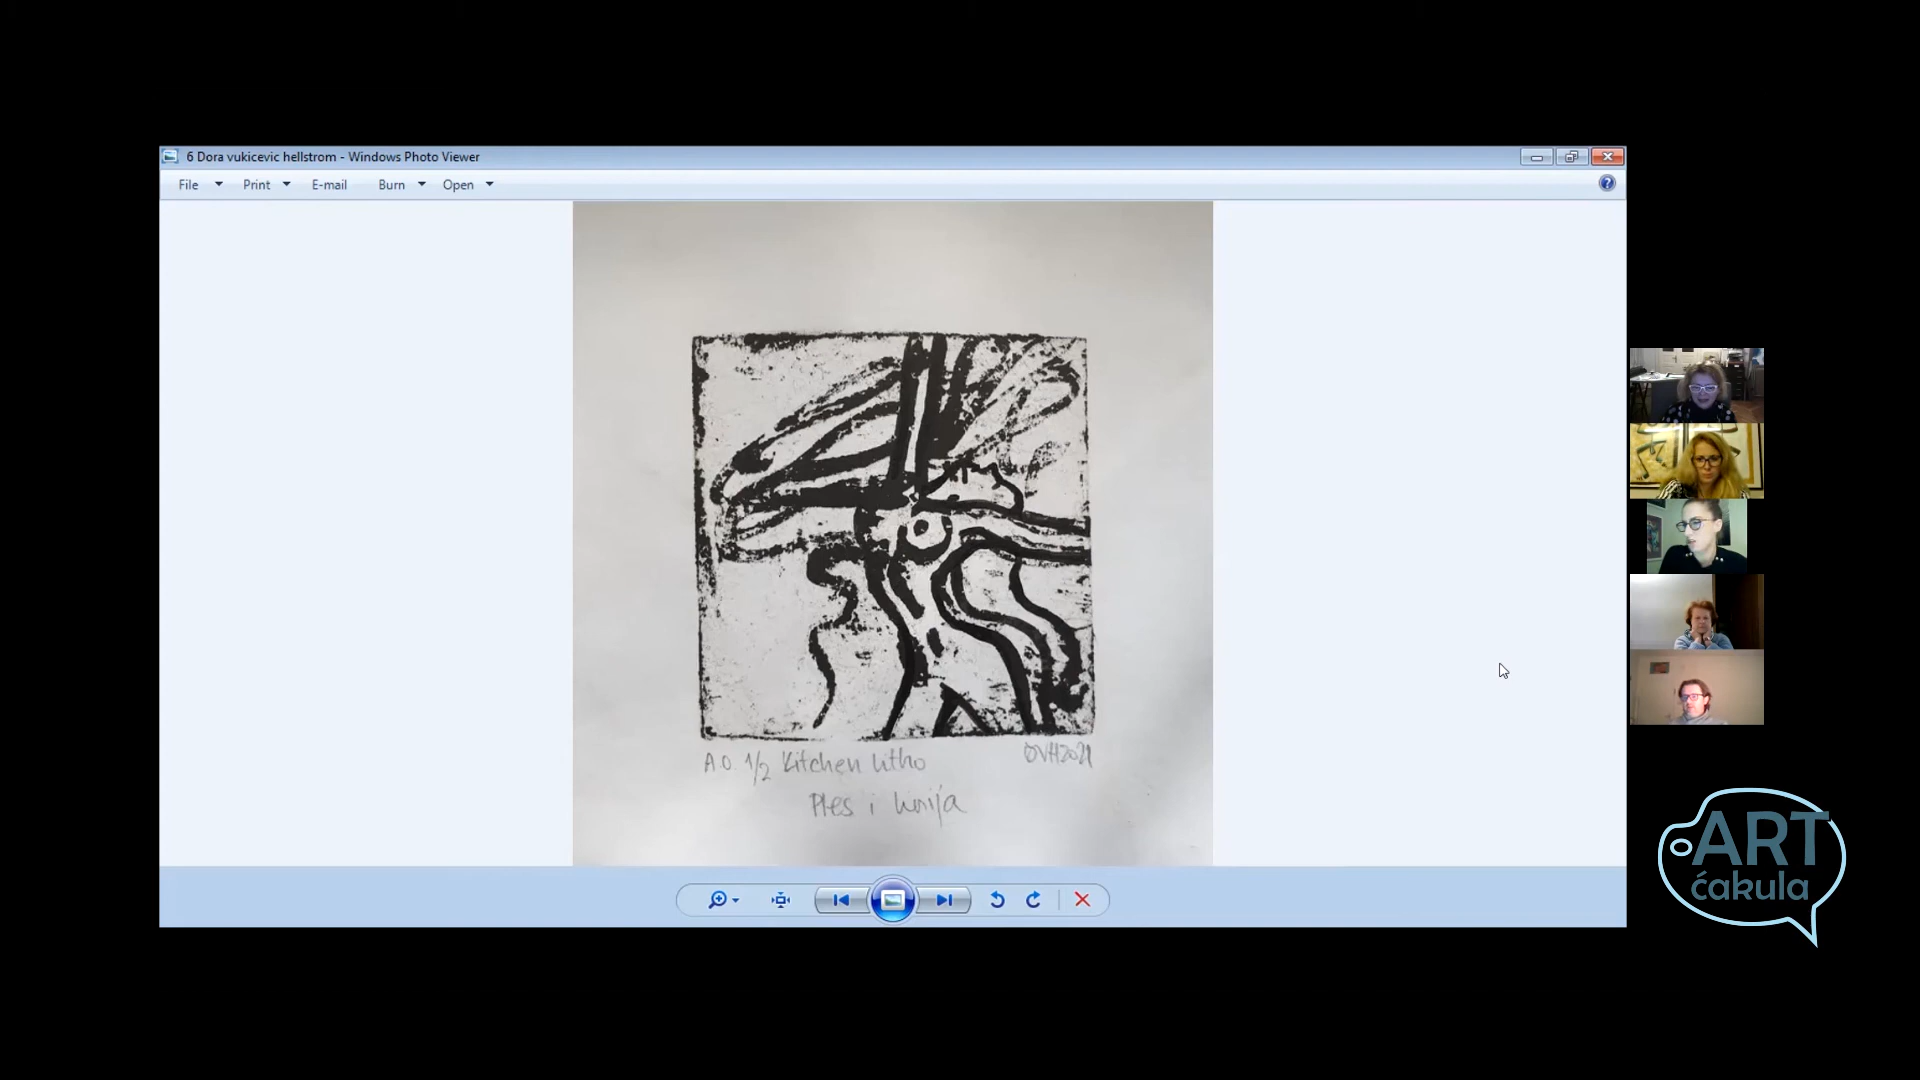 6 Dora vukicevic hellstrom - Windows Photo Viewer
File Print E-mail Burn Open
A.O. 1/2 Kitchen litho
DVH2021
Ples i linija
ART
ćakula